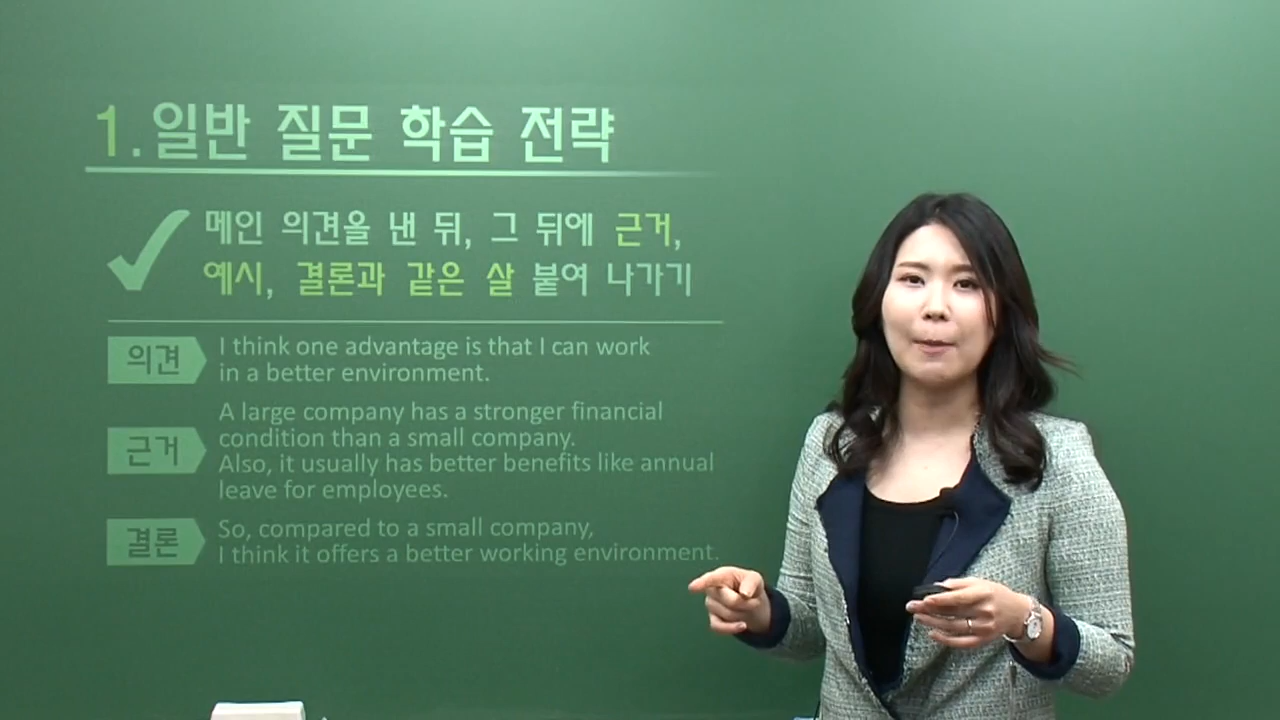 1. 일반 질문 학습 전략
메인 의견을 낸 뒤, 그 뒤에 근거,
예시, 결론과 같은 살 붙여 나가기
의견
I think one advantage is that I can work
in a better environment.
근거
A large company has a stronger financial
condition than a small company.
Also, it usually has better benefits like annual
leave for employees.
결론
So, compared to a small company,
I think it offers a better working environment.